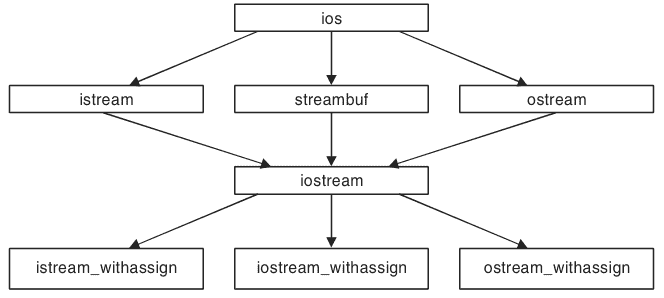 ios
istream
streambuf
ostream
iostream
istream_withassign
iostream_withassign
ostream_withassign